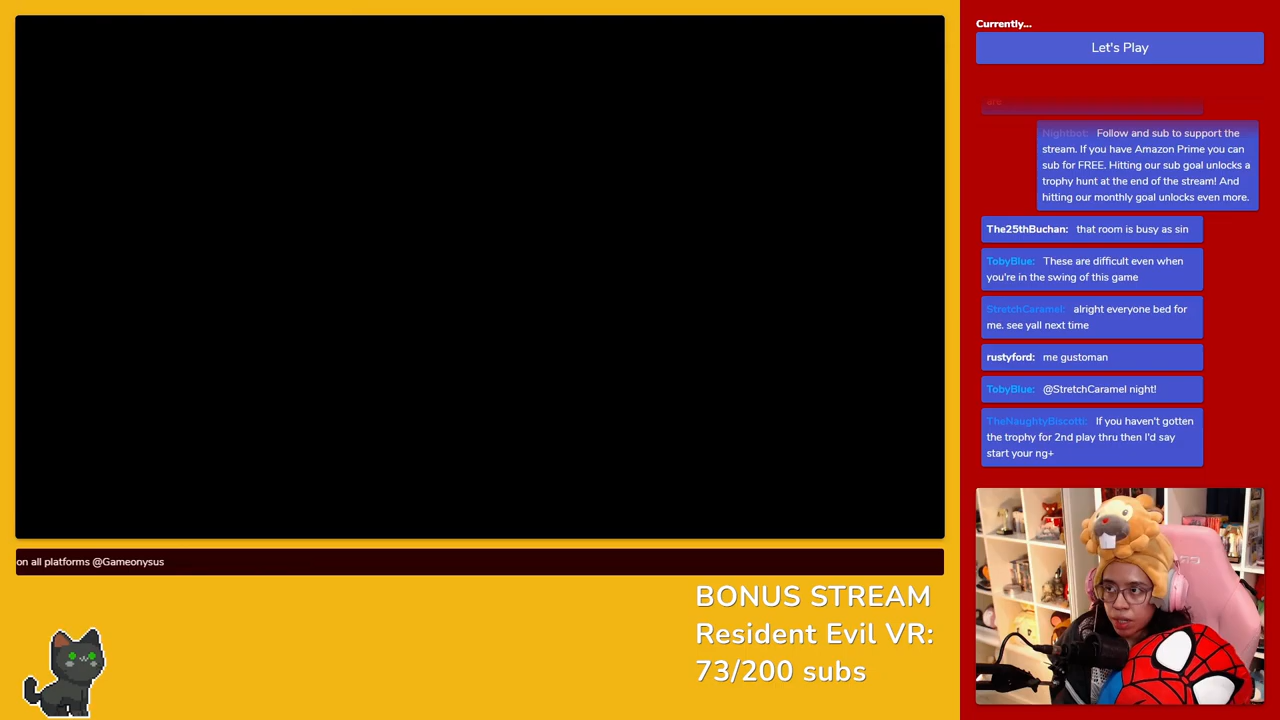 Currently...
Let's Play
are
Nightbot: Follow and sub to support the
stream. If you have Amazon Prime you can
sub for FREE. Hitting our sub goal unlocks a
trophy hunt at the end of the stream! And
hitting our monthly goal unlocks even more.
The25thBuchan: that room is busy as sin
TobyBlue: These are difficult even when
you're in the swing of this game
StretchCaramel: alright everyone bed for
me. see yall next time
rustyford: me gustoman
TobyBlue: @StretchCaramel night!
TheNaughtyBiscotti: If you haven't gotten
the trophy for 2nd play thru then I'd say
start your ng+
on all platforms @Gameonysus
BONUS STREAM
Resident Evil VR:
73/200 subs